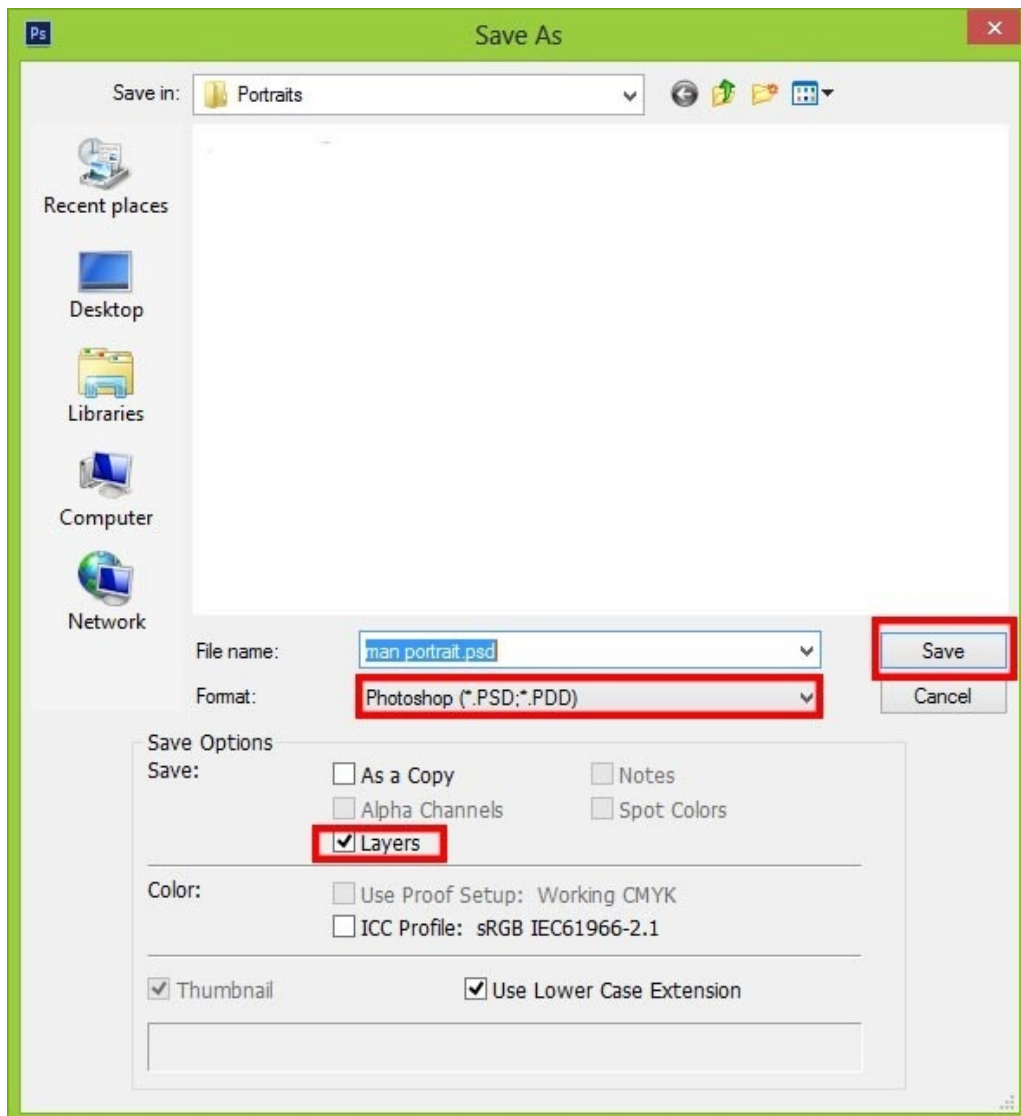 Ps
Save As
Save in: Portraits
Recent places
Desktop
Libraries
Computer
Network
File name: man portrait.psd Save
Format: Photoshop (*.PSD;*.PDD) Cancel
Save Options
Save: As a Copy Notes
Alpha Channels Spot Colors
Layers
Color: Use Proof Setup: Working CMYK
ICC Profile: sRGB IEC61966-2.1
Thumbnail Use Lower Case Extension